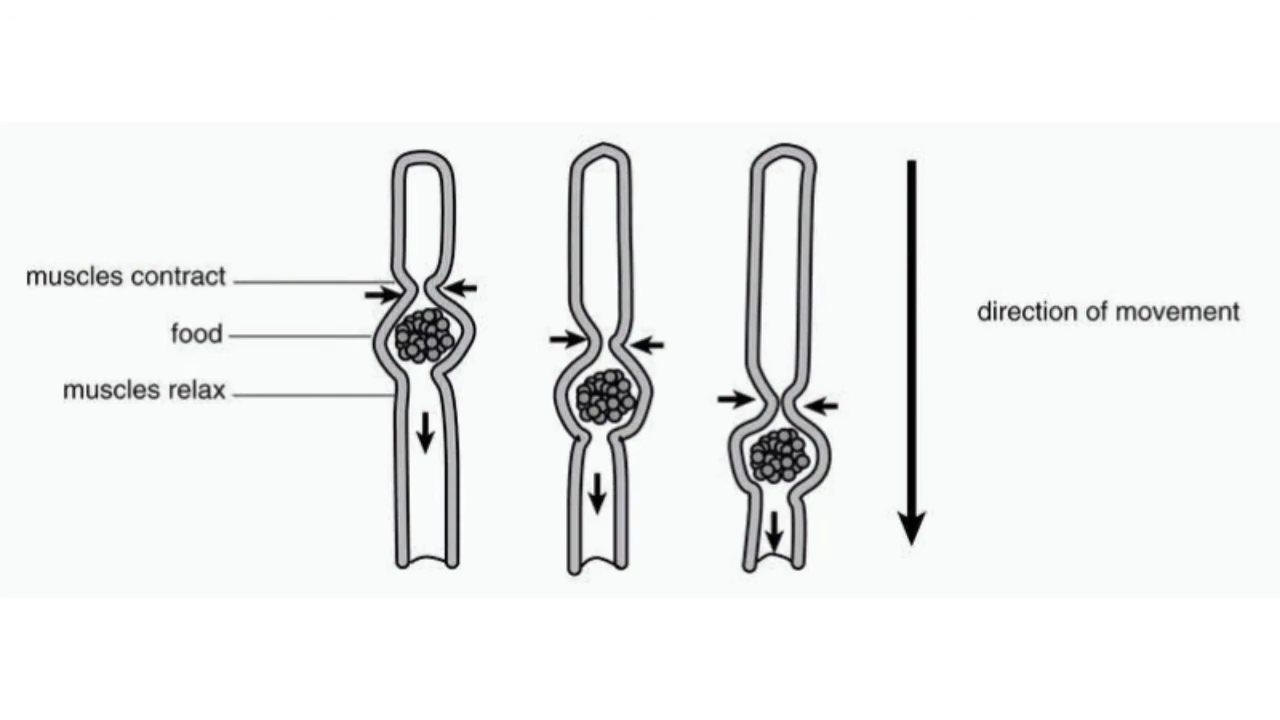 muscles contract
food
muscles relax
direction of movement